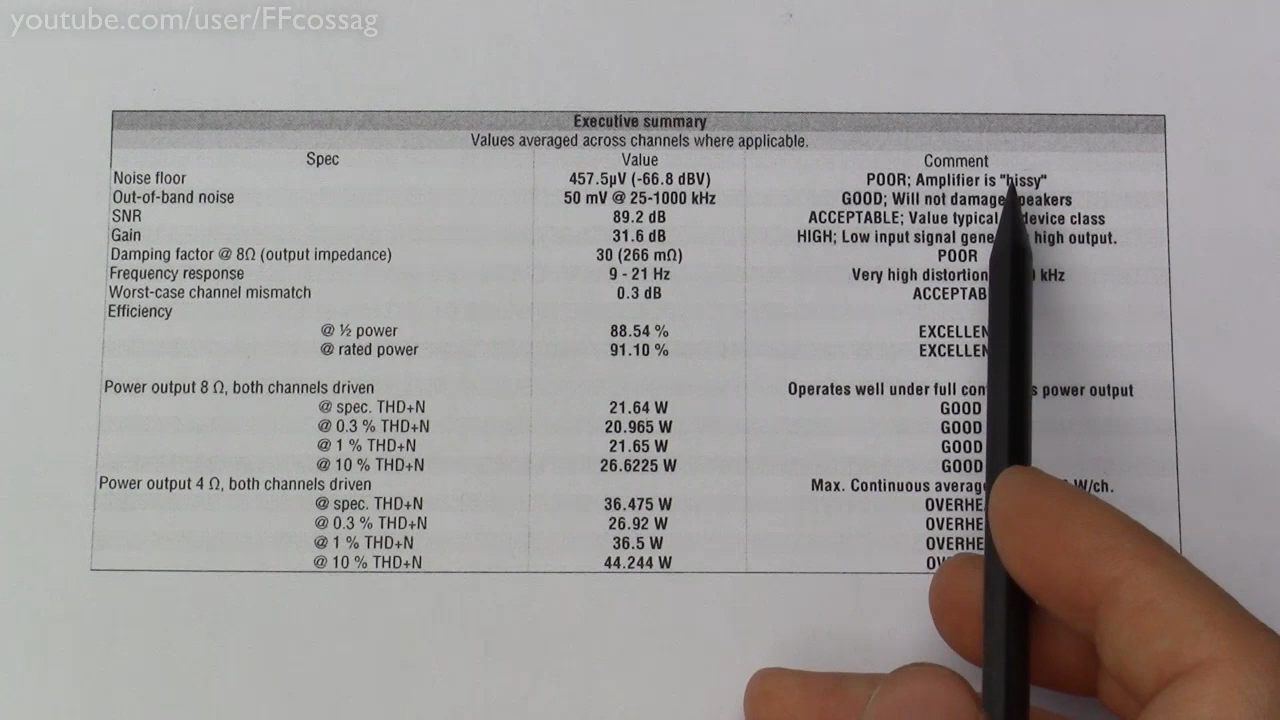 youtube.com/user/FFcossag
Executive summary
Values averaged across channels where applicable.
Spec Value Comment
Noise floor 457.5µV (-66.8 dBV) POOR; Amplifier is "hissy"
Out-of-band noise 50 mV @ 25-1000 kHz GOOD; Will not damage speakers
SNR 89.2 dB ACCEPTABLE; Value typical device class
Gain 31.6 dB HIGH; Low input signal high output.
Damping factor @ 8Ω (output impedance) 30 (266 mΩ) POOR
Frequency response 9 - 21 Hz Very high distortion kHz
Worst-case channel mismatch 0.3 dB
Efficiency
@ ½ power 88.54 %
@ rated power 91.10 %
Power output 8 Ω, both channels driven Operates well under full power output
@ spec. THD+N 21.64 W GOOD
@ 0.3 % THD+N 20.965 W GOOD
@ 1 % THD+N 21.65 W GOOD
@ 10 % THD+N 26.6225 W GOOD
Power output 4 Ω, both channels driven Max. Continuous average W/ch.
@ spec. THD+N 36.475 W
@ 0.3 % THD+N 26.92 W
@ 1 % THD+N 36.5 W
@ 10 % THD+N 44.244 W